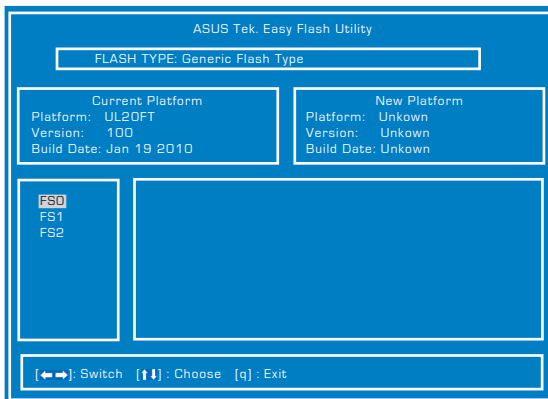 ASUS Tek. Easy Flash Utility
FLASH TYPE: Generic Flash Type
Current Platform
Platform: UL20FT
Version: 100
Build Date: Jan 19 2010
New Platform
Platform: Unkown
Version: Unkown
Build Date: Unkown
FS0
FS1
FS2
[←→]: Switch [↑↓] : Choose [q] : Exit